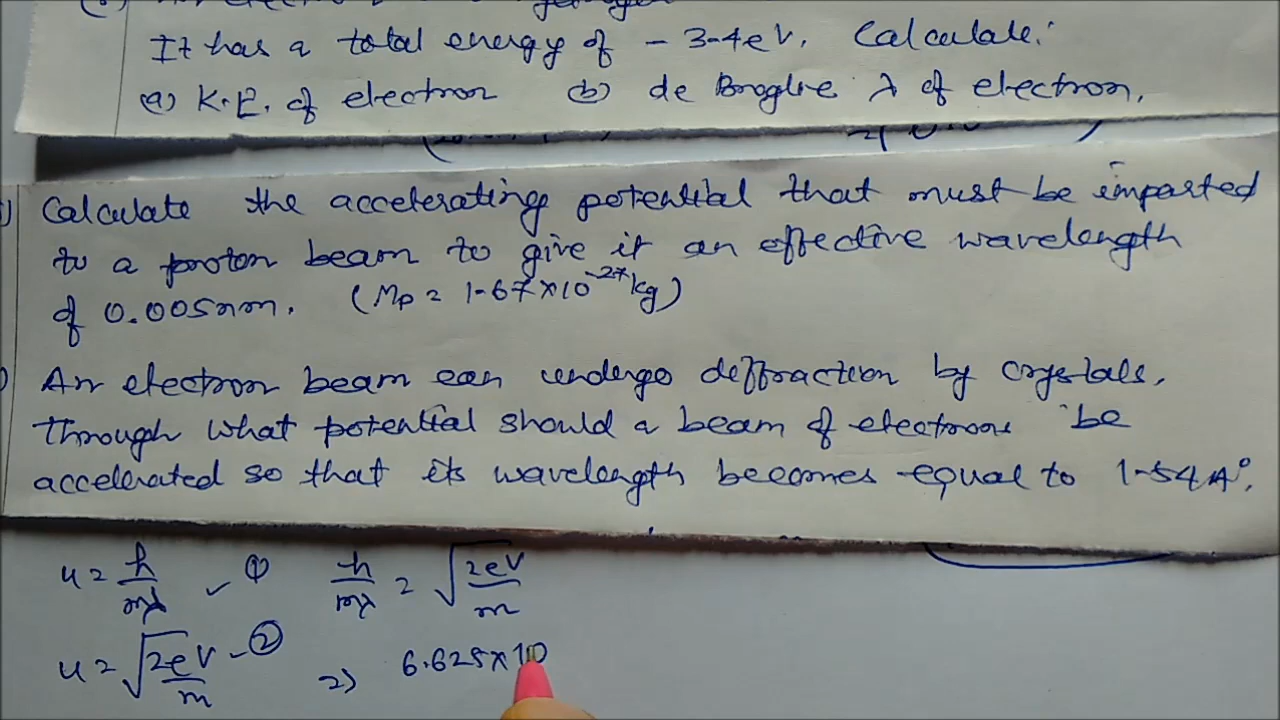 It has a total energy of - 3.4eV. Calculate:
(a) K.E. of electron (b) de Broglie λ of electron.
Calculate the accelerating potential that must be imparted
to a proton beam to give it an effective wavelength
of 0.005nm. (Mp = 1.67×10⁻²⁷kg)
An electron beam can undergo deffraction by crystals.
Through what potential should a beam of electrons be
accelerated so that its wavelength becomes equal to 1.54A°.
u = h/mλ - ① h/mλ = √2eV/m
u = √2eV/m - ② => 6.625×10